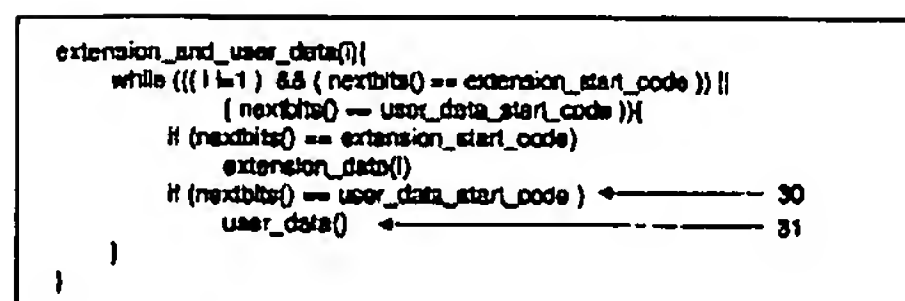 extension_and_user_data(i){
while ((( i != 1 ) && ( nextbits() == extension_start_code )) ||
( nextbits() == user_data_start_code )){
if (nextbits() == extension_start_code)
extension_data(i)
if (nextbits() == user_data_start_code ) 30
user_data() 31
}
}